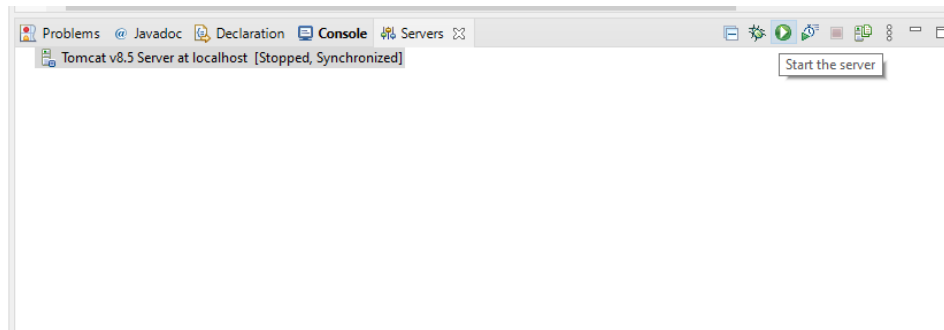 Problems @ Javadoc Declaration Console Servers
Tomcat v8.5 Server at localhost [Stopped, Synchronized]
Start the server